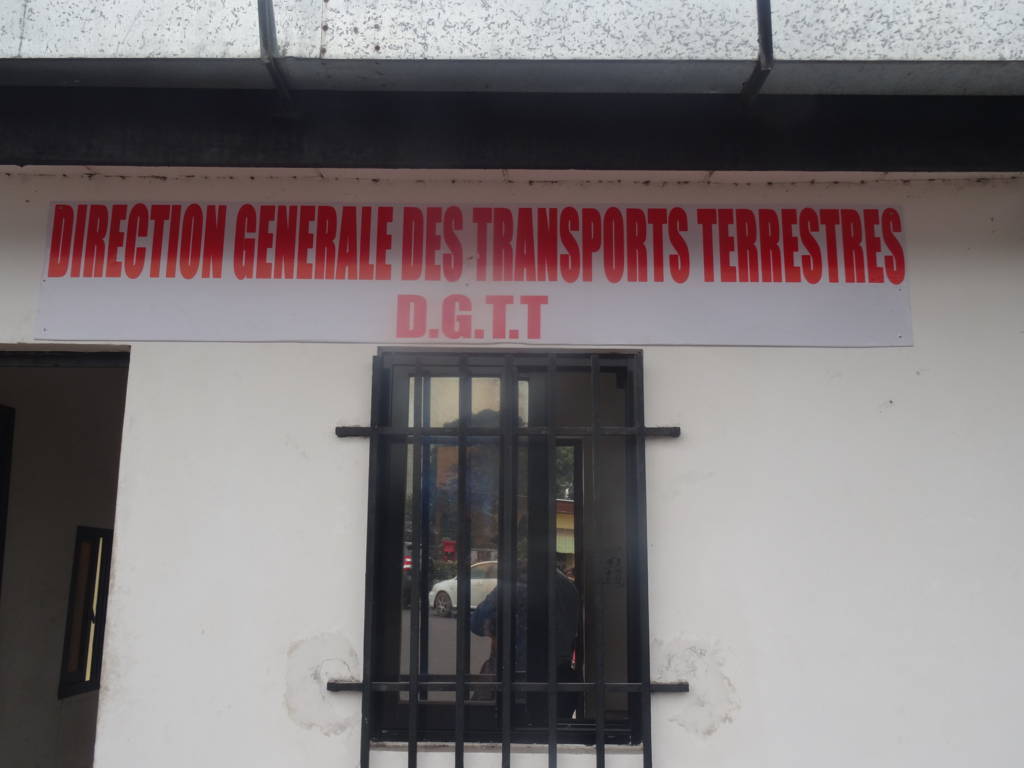 DIRECTION GENERALE DES TRANSPORTS TERRESTRES
D.G.T.T